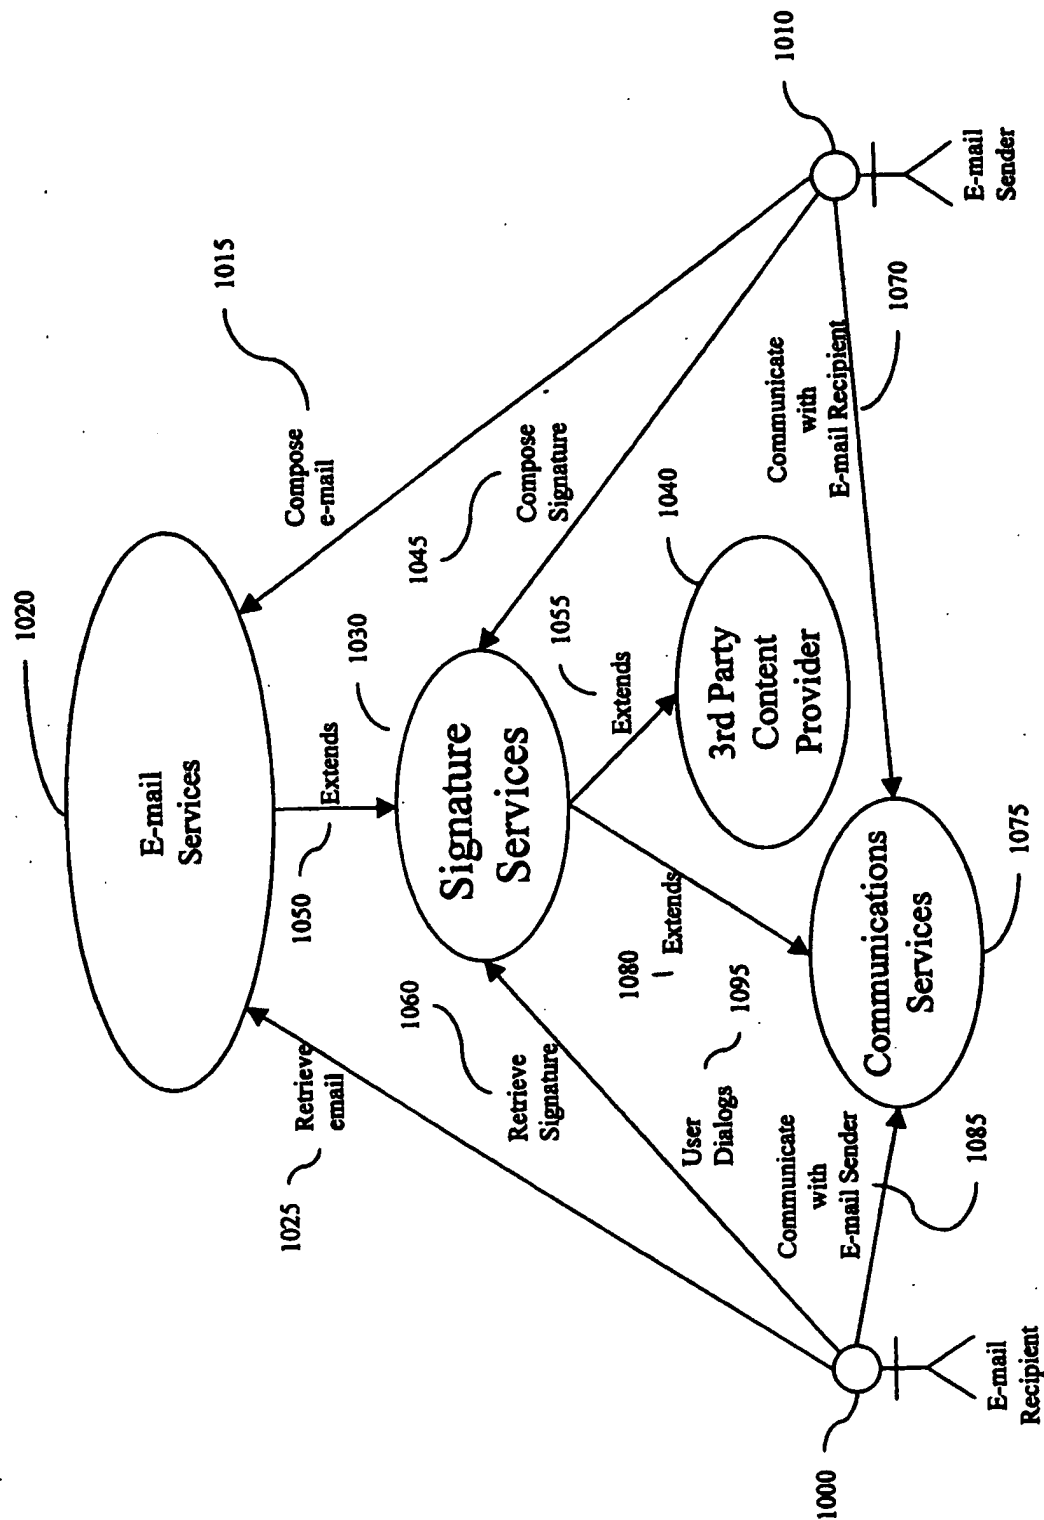 1020
E-mail
Services
1015
Compose
e-mail
1050
Extends
1030
Signature
Services
1045
Compose
Signature
1025
Retrieve
email
1060
Retrieve
Signature
1055
Extends
1040
3rd Party
Content
Provider
1080
Extends
1095
User
Dialogs
Communicate
with
E-mail Recipient
1070
Communicate
with
E-mail Sender
1085
Communications
Services
1075
1010
E-mail
Sender
1000
E-mail
Recipient